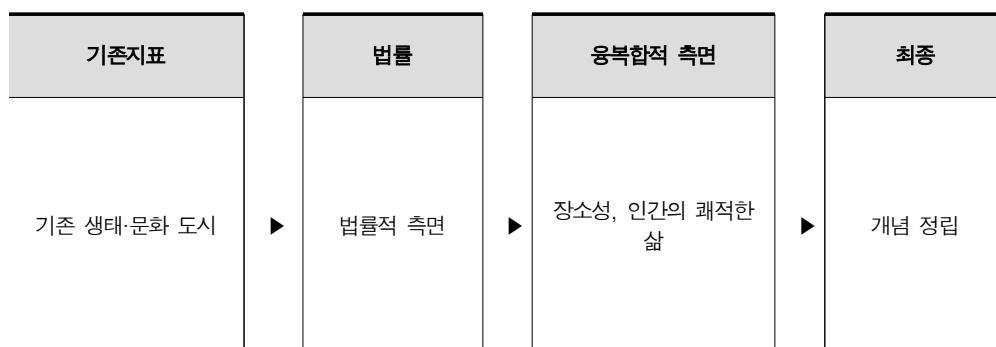 기존지표
법률
융복합적 측면
최종
기존 생태·문화 도시
▶
법률적 측면
▶
장소성, 인간의 쾌적한
삶
▶
개념 정립